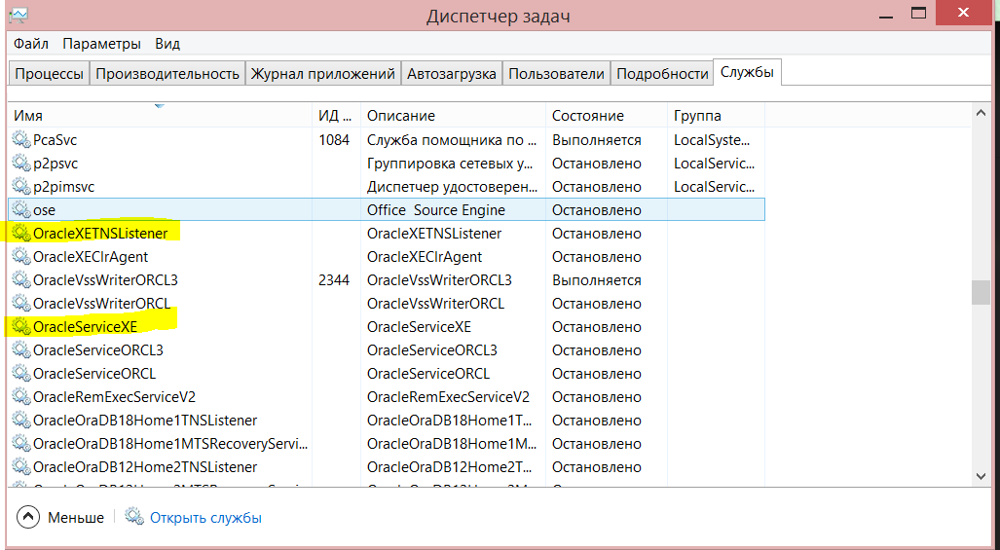 Диспетчер задач
Файл Параметры Вид
Процессы Производительность Журнал приложений Автозагрузка Пользователи Подробности Службы
Имя ИД ... Описание Состояние Группа
PcaSvc 1084 Служба помощника по ... Выполняется LocalSyste...
p2psvc Группировка сетевых у... Остановлено LocalServic...
p2pimsvc Диспетчер удостоверен... Остановлено LocalServic...
ose Office Source Engine Остановлено
OracleXETNSListener OracleXETNSListener Остановлено
OracleXEClrAgent OracleXEClrAgent Остановлено
OracleVssWriterORCL3 2344 OracleVssWriterORCL3 Выполняется
OracleVssWriterORCL OracleVssWriterORCL Остановлено
OracleServiceXE OracleServiceXE Остановлено
OracleServiceORCL3 OracleServiceORCL3 Остановлено
OracleServiceORCL OracleServiceORCL Остановлено
OracleRemExecServiceV2 OracleRemExecServiceV2 Остановлено
OracleOraDB18Home1TNSListener OracleOraDB18Home1T... Остановлено
OracleOraDB18Home1MTSRecoveryServi... OracleOraDB18Home1M... Остановлено
OracleOraDB12Home2TNSListener OracleOraDB12Home2T... Остановлено
Меньше Открыть службы